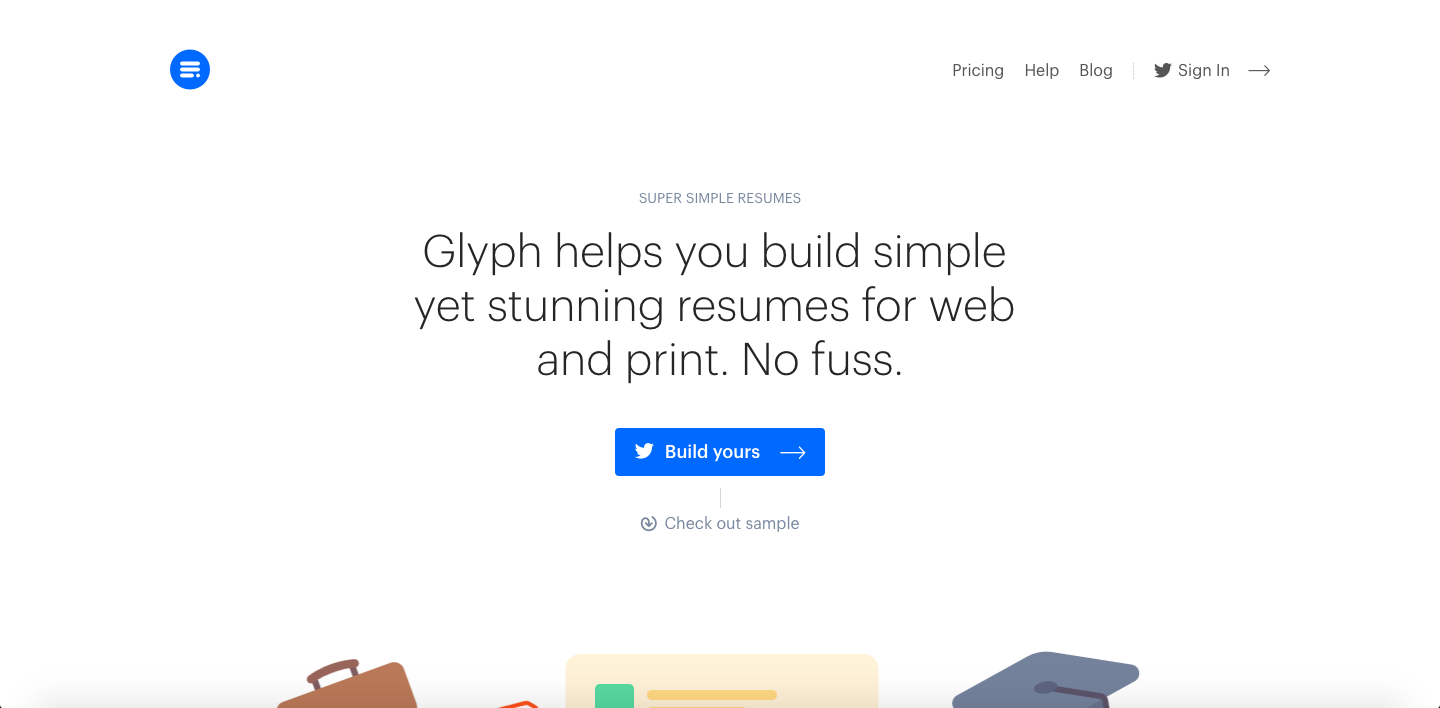 Pricing Help Blog Sign In
SUPER SIMPLE RESUMES
Glyph helps you build simple
yet stunning resumes for web
and print. No fuss.
Build yours
Check out sample